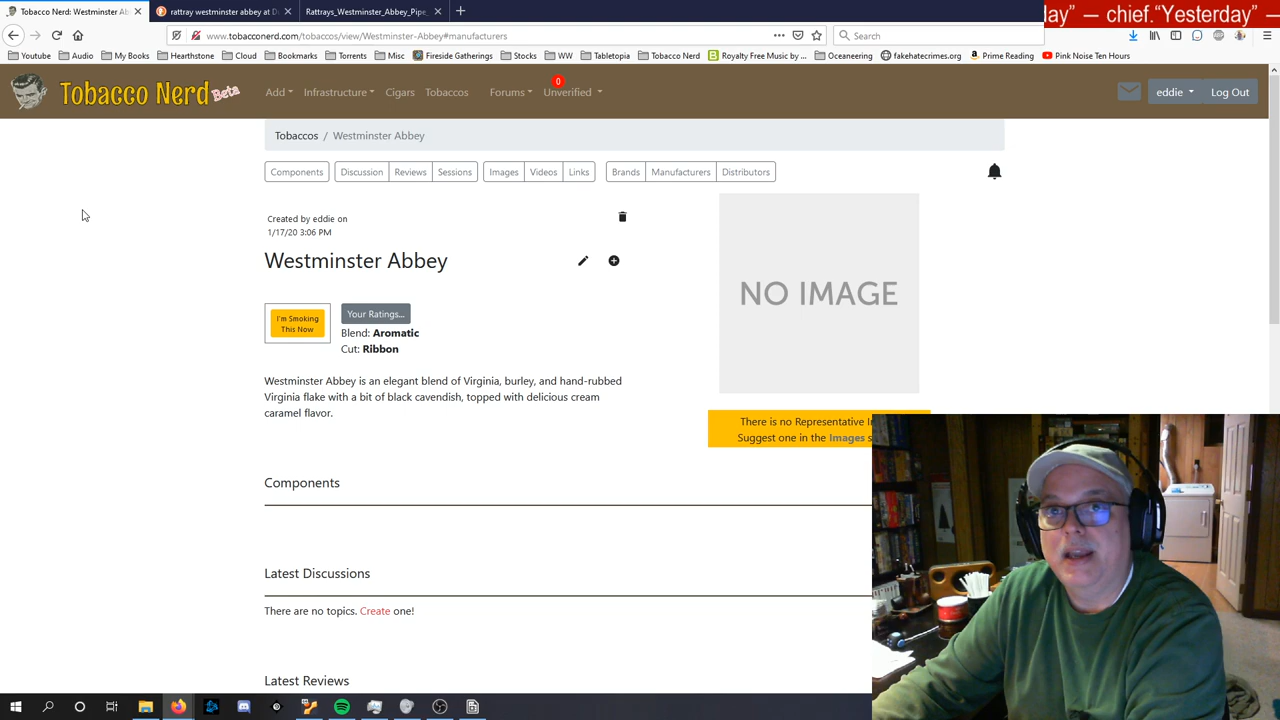 Tobacco Nerd: Westminster Ab
rattray westminster abbey at D
Rattrays_Westminster_Abbey_Pipe_
day” — chief.“Yesterday” —
www.tobacconerd.com/tobaccos/view/Westminster-Abbey#manufacturers
Search
Youtube Audio My Books Hearthstone Cloud Bookmarks Torrents Misc Fireside Gatherings Stocks WW Tabletopia Tobacco Nerd Royalty Free Music by ... Oceaneering fakehatecrimes.org Prime Reading Pink Noise Ten Hours
Tobacco Nerd Beta
Add Infrastructure Cigars Tobaccos Forums Unverified 0 eddie Log Out
Tobaccos / Westminster Abbey
Components Discussion Reviews Sessions Images Videos Links Brands Manufacturers Distributors
Created by eddie on
1/17/20 3:06 PM
Westminster Abbey
NO IMAGE
I'm Smoking
This Now
Your Ratings...
Blend: Aromatic
Cut: Ribbon
Westminster Abbey is an elegant blend of Virginia, burley, and hand-rubbed
Virginia flake with a bit of black cavendish, topped with delicious cream
caramel flavor.
There is no Representative
Suggest one in the Images
Components
Latest Discussions
There are no topics. Create one!
Latest Reviews